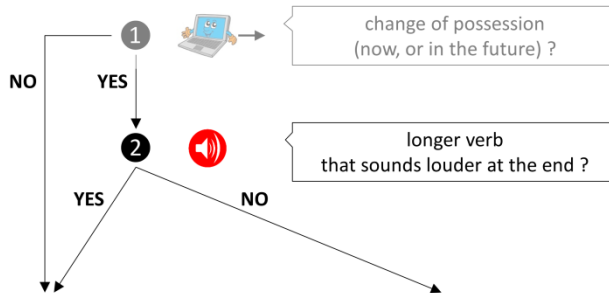 1
change of possession
(now, or in the future) ?
NO
YES
2
longer verb
that sounds louder at the end ?
YES
NO